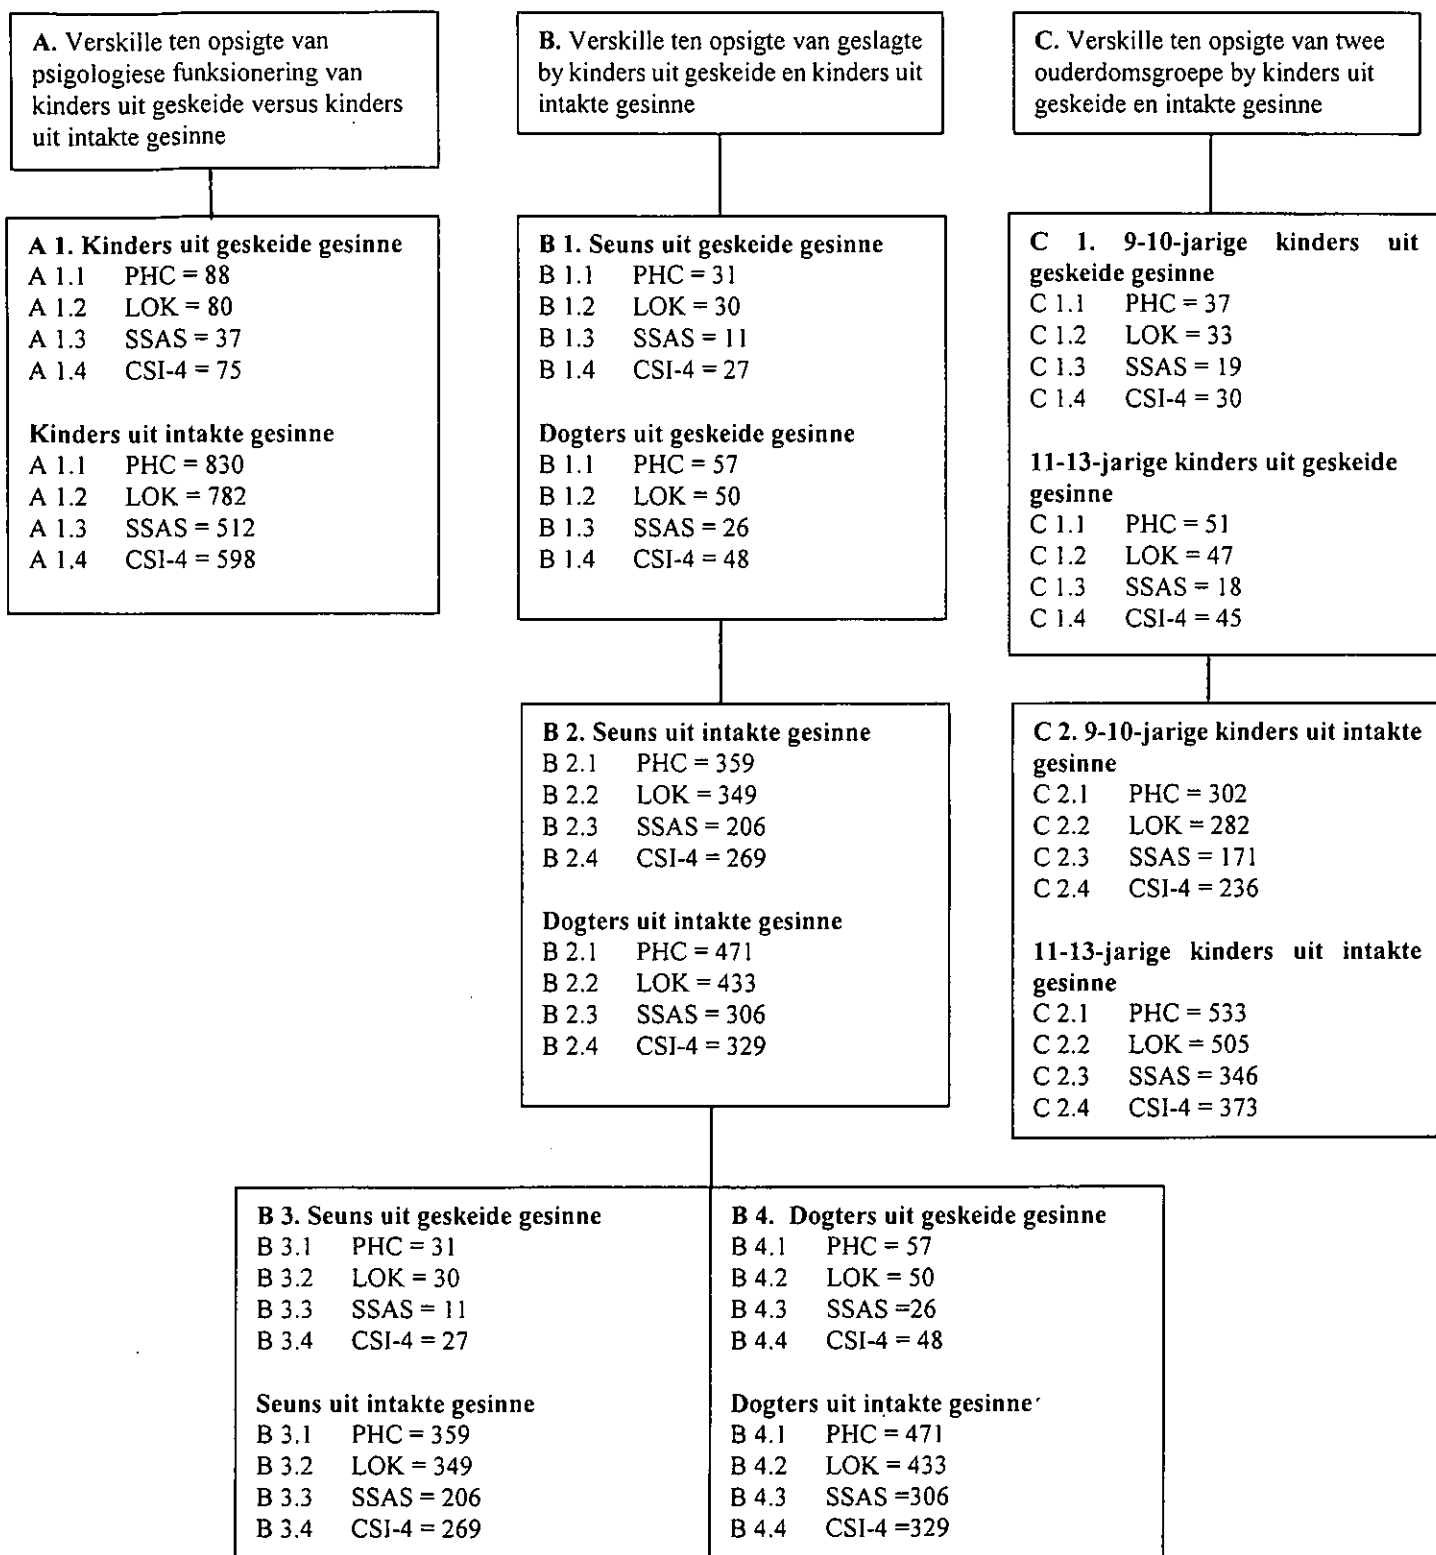 A. Verskille ten opsigte van
psigologiese funksionering van
kinders uit geskeide versus kinders
uit intakte gesinne
B. Verskille ten opsigte van geslagte
by kinders uit geskeide en kinders uit
intakte gesinne
C. Verskille ten opsigte van twee
ouderdomsgroepe by kinders uit
geskeide en intakte gesinne
A 1. Kinders uit geskeide gesinne
A 1.1 PHC = 88
A 1.2 LOK = 80
A 1.3 SSAS = 37
A 1.4 CSI-4 = 75
Kinders uit intakte gesinne
A 1.1 PHC = 830
A 1.2 LOK = 782
A 1.3 SSAS = 512
A 1.4 CSI-4 = 598
B 1. Seuns uit geskeide gesinne
B 1.1 PHC = 31
B 1.2 LOK = 30
B 1.3 SSAS = 11
B 1.4 CSI-4 = 27
Dogters uit geskeide gesinne
B 1.1 PHC = 57
B 1.2 LOK = 50
B 1.3 SSAS = 26
B 1.4 CSI-4 = 48
C 1. 9-10-jarige kinders uit
geskeide gesinne
C 1.1 PHC = 37
C 1.2 LOK = 33
C 1.3 SSAS = 19
C 1.4 CSI-4 = 30
11-13-jarige kinders uit geskeide
gesinne
C 1.1 PHC = 51
C 1.2 LOK = 47
C 1.3 SSAS = 18
C 1.4 CSI-4 = 45
B 2. Seuns uit intakte gesinne
B 2.1 PHC = 359
B 2.2 LOK = 349
B 2.3 SSAS = 206
B 2.4 CSI-4 = 269
Dogters uit intakte gesinne
B 2.1 PHC = 471
B 2.2 LOK = 433
B 2.3 SSAS = 306
B 2.4 CSI-4 = 329
C 2. 9-10-jarige kinders uit intakte
gesinne
C 2.1 PHC = 302
C 2.2 LOK = 282
C 2.3 SSAS = 171
C 2.4 CSI-4 = 236
11-13-jarige kinders uit intakte
gesinne
C 2.1 PHC = 533
C 2.2 LOK = 505
C 2.3 SSAS = 346
C 2.4 CSI-4 = 373
B 3. Seuns uit geskeide gesinne
B 3.1 PHC = 31
B 3.2 LOK = 30
B 3.3 SSAS = 11
B 3.4 CSI-4 = 27
Seuns uit intakte gesinne
B 3.1 PHC = 359
B 3.2 LOK = 349
B 3.3 SSAS = 206
B 3.4 CSI-4 = 269
B 4. Dogters uit geskeide gesinne
B 4.1 PHC = 57
B 4.2 LOK = 50
B 4.3 SSAS =26
B 4.4 CSI-4 = 48
Dogters uit intakte gesinne
B 4.1 PHC = 471
B 4.2 LOK = 433
B 4.3 SSAS =306
B 4.4 CSI-4 =329